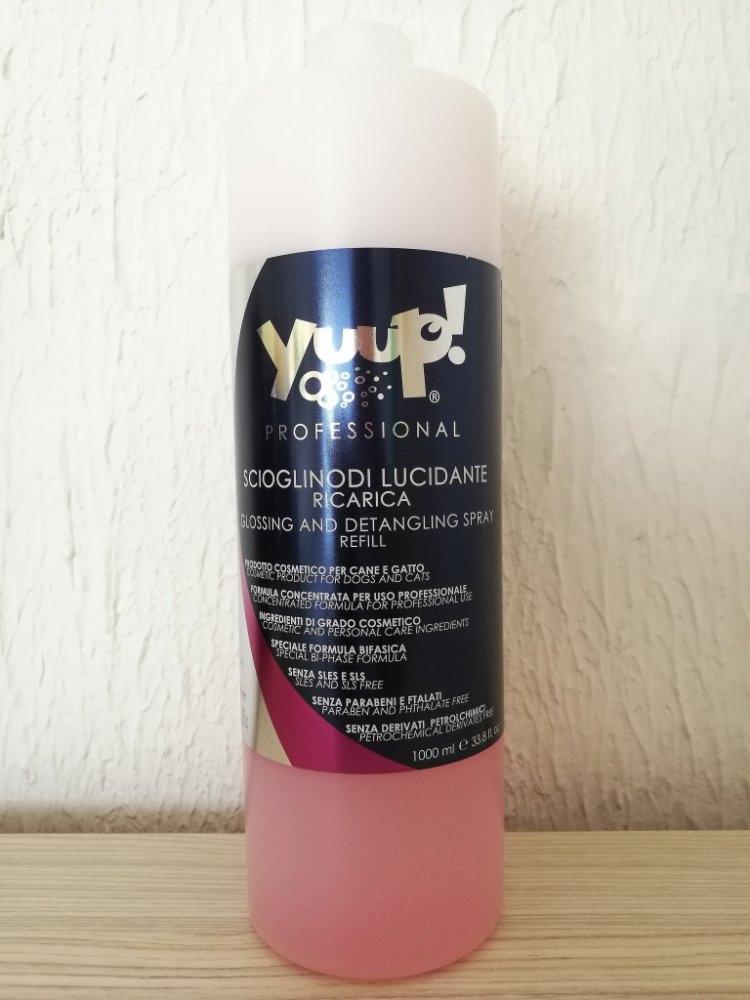 Yuup!
®
PROFESSIONAL
SCIOGLINODI LUCIDANTE
RICARICA
GLOSSING AND DETANGLING SPRAY
REFILL
PRODOTTO COSMETICO PER CANE E GATTO
COSMETIC PRODUCT FOR DOGS AND CATS
FORMULA CONCENTRATA PER USO PROFESSIONALE
CONCENTRATED FORMULA FOR PROFESSIONAL USE
INGREDIENTI DI GRADO COSMETICO
COSMETIC AND PERSONAL CARE INGREDIENTS
SPECIALE FORMULA BIFASICA
SPECIAL BI-PHASE FORMULA
SENZA SLES E SLS
SLES AND SLS FREE
SENZA PARABENI E FTALATI
PARABEN AND PHTHALATE FREE
SENZA DERIVATI PETROLCHIMICI
PETROCHEMICAL DERIVATES FREE
1000 ml ℮ 33.8 fl. oz.